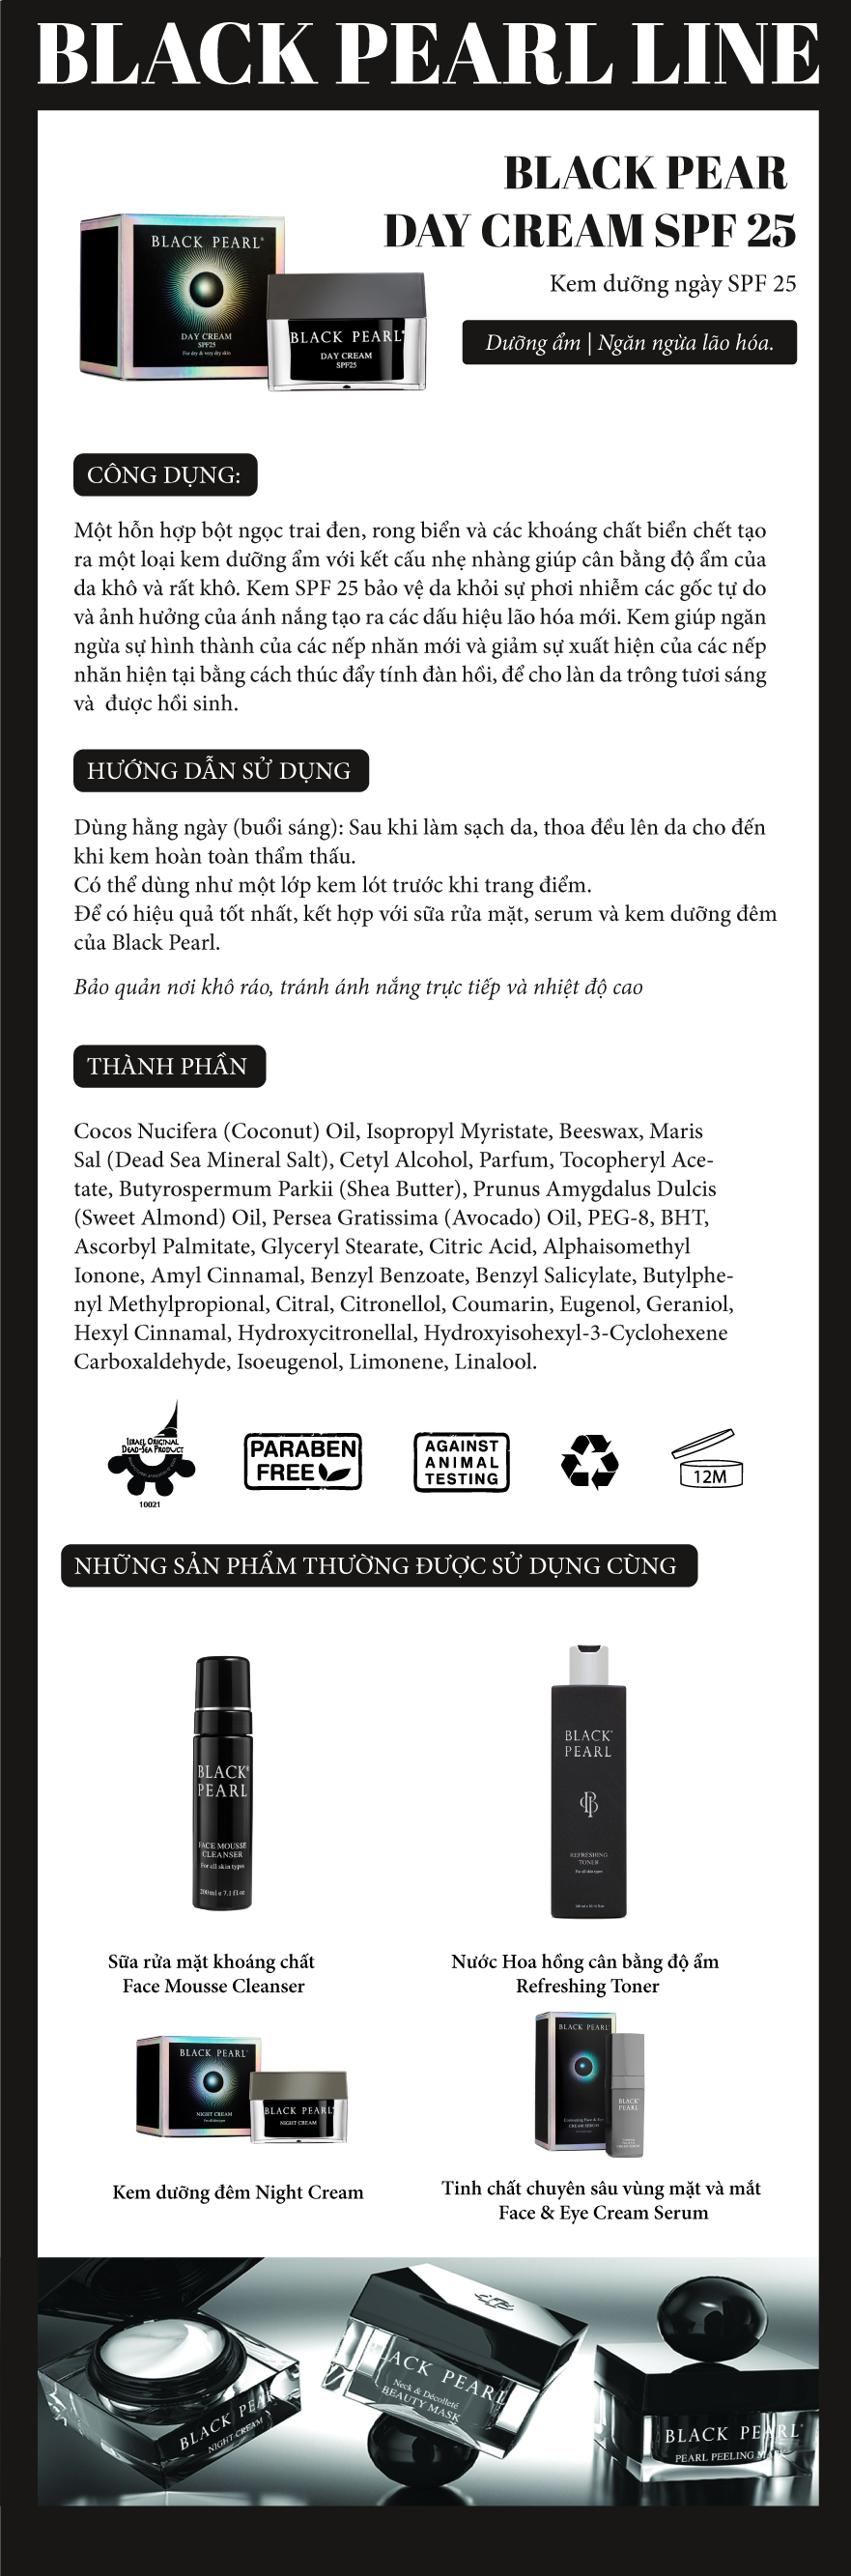 BLACK PEARL LINE
BLACK PEAR
DAY CREAM SPF 25
Kem dưỡng ngày SPF 25
Dưỡng ẩm | Ngăn ngừa lão hóa.
BLACK PEARL®
DAY CREAM
SPF25
For dry & very dry skin
BLACK PEARL®
DAY CREAM
SPF25
CÔNG DỤNG:
Một hỗn hợp bột ngọc trai đen, rong biển và các khoáng chất biển chết tạo
ra một loại kem dưỡng ẩm với kết cấu nhẹ nhàng giúp cân bằng độ ẩm của
da khô và rất khô. Kem SPF 25 bảo vệ da khỏi sự phơi nhiễm các gốc tự do
và ảnh hưởng của ánh nắng tạo ra các dấu hiệu lão hóa mới. Kem giúp ngăn
ngừa sự hình thành của các nếp nhăn mới và giảm sự xuất hiện của các nếp
nhăn hiện tại bằng cách thúc đẩy tính đàn hồi, để cho làn da trông tươi sáng
và  được hồi sinh.
HƯỚNG DẪN SỬ DỤNG
Dùng hằng ngày (buổi sáng): Sau khi làm sạch da, thoa đều lên da cho đến
khi kem hoàn toàn thẩm thấu.
Có thể dùng như một lớp kem lót trước khi trang điểm.
Để có hiệu quả tốt nhất, kết hợp với sữa rửa mặt, serum và kem dưỡng đêm
của Black Pearl.
Bảo quản nơi khô ráo, tránh ánh nắng trực tiếp và nhiệt độ cao
THÀNH PHẦN
Cocos Nucifera (Coconut) Oil, Isopropyl Myristate, Beeswax, Maris
Sal (Dead Sea Mineral Salt), Cetyl Alcohol, Parfum, Tocopheryl Ace-
tate, Butyrospermum Parkii (Shea Butter), Prunus Amygdalus Dulcis
(Sweet Almond) Oil, Persea Gratissima (Avocado) Oil, PEG-8, BHT,
Ascorbyl Palmitate, Glyceryl Stearate, Citric Acid, Alphaisomethyl
Ionone, Amyl Cinnamal, Benzyl Benzoate, Benzyl Salicylate, Butylphe-
nyl Methylpropional, Citral, Citronellol, Coumarin, Eugenol, Geraniol,
Hexyl Cinnamal, Hydroxycitronellal, Hydroxyisohexyl-3-Cyclohexene
Carboxaldehyde, Isoeugenol, Limonene, Linalool.
ISRAEL ORIGINAL
DEAD-SEA PRODUCT
10021
PARABEN
FREE
AGAINST
ANIMAL
TESTING
12M
NHỮNG SẢN PHẨM THƯỜNG ĐƯỢC SỬ DỤNG CÙNG
BLACK®
PEARL
FACE MOUSSE
CLEANSER
For all skin types
200ml e 7.1 fl.oz
BLACK®
PEARL
REFRESHING
TONER
For all skin types
Sữa rửa mặt khoáng chất
Face Mousse Cleanser
Nước Hoa hồng cân bằng độ ẩm
Refreshing Toner
BLACK PEARL®
NIGHT CREAM
For all skin types
BLACK PEARL®
NIGHT CREAM
BLACK PEARL®
CREAM SERUM
BLACK®
PEARL
Kem dưỡng đêm Night Cream
Tinh chất chuyên sâu vùng mặt và mắt
Face & Eye Cream Serum
BLACK PEA
NIGHT CREAM
LACK PEARL
Neck & Décolleté
BEAUTY MASK
BLACK PEARL®
PEARL PEELING MASK